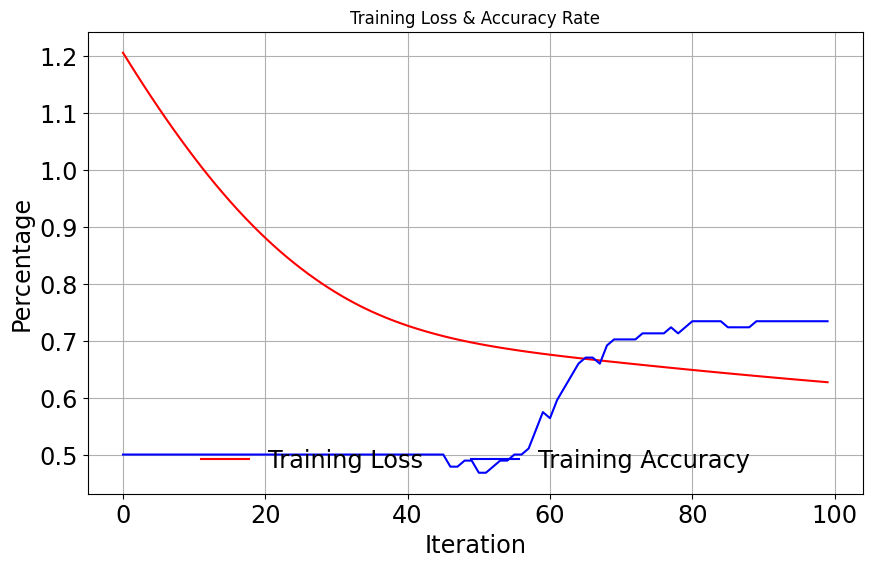 Training Loss & Accuracy Rate
1.2
1.1
1.0
0.9
0.8
0.7
0.6
0.5
Percentage
Training Loss Training Accuracy
0 20 40 60 80 100
Iteration